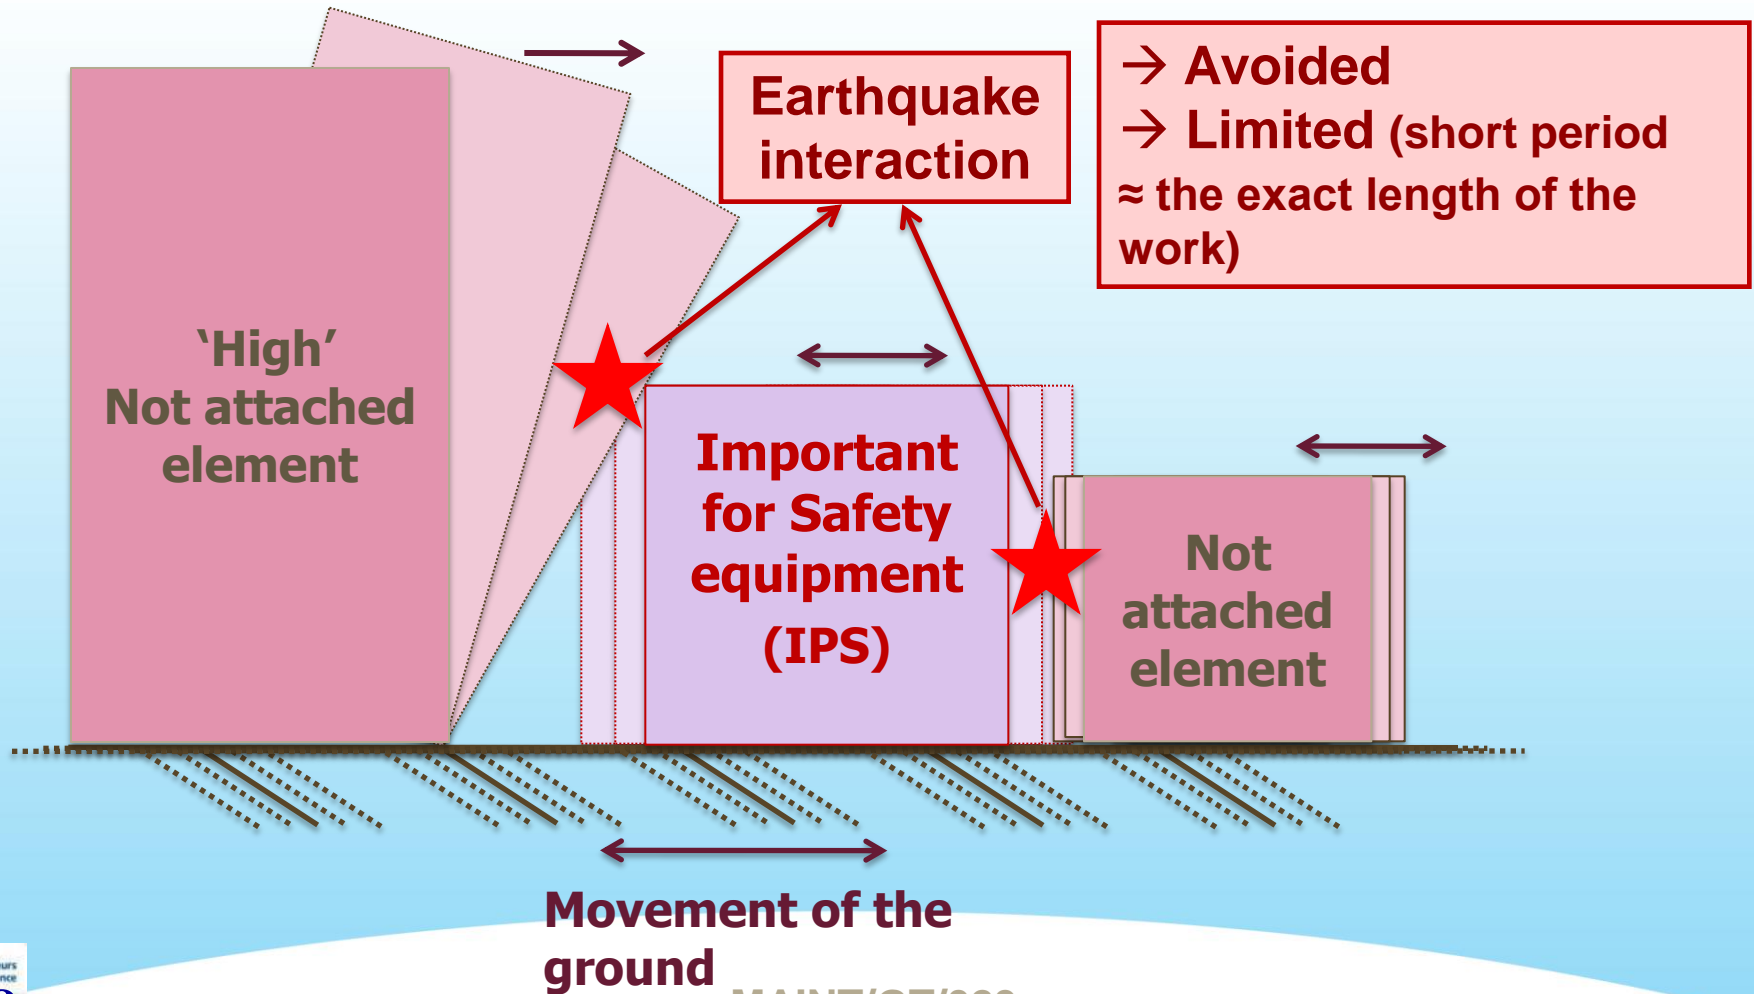 Earthquake
interaction
→ Avoided
→ Limited (short period
≈ the exact length of the
work)
‘High’
Not attached
element
Important
for Safety
equipment
(IPS)
Not
attached
element
Movement of the
ground